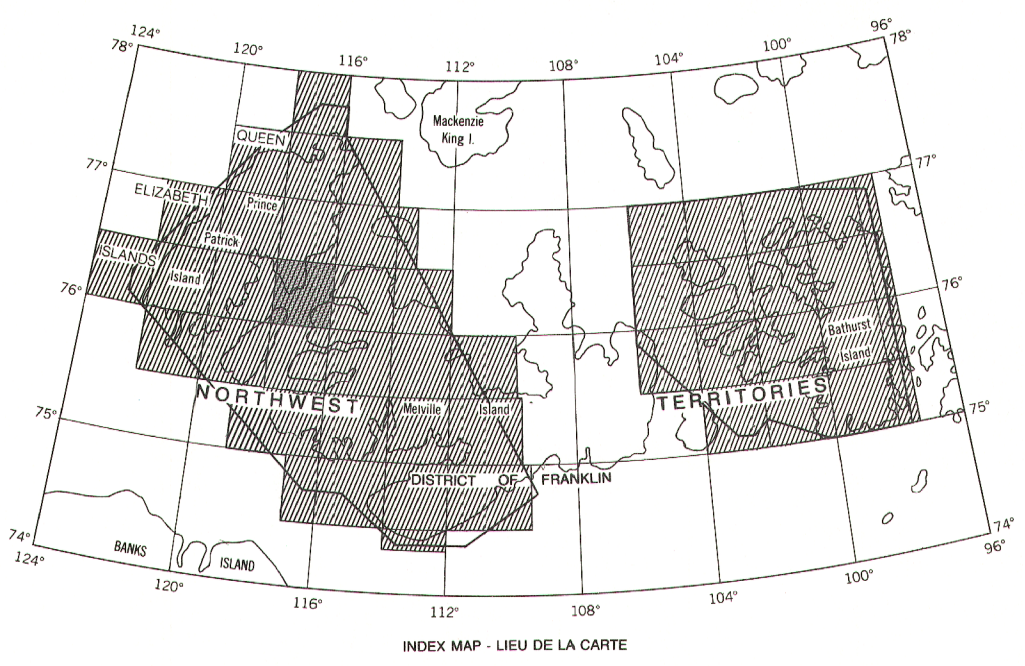 124°
120°
116°
112°
108°
104°
100°
96°
78°
78°
Mackenzie
King I.
QUEEN
77°
77°
ELIZABETH
Prince
Patrick
Island
ISLANDS
76°
76°
Bathurst
Island
NORTHWEST
TERRITORIES
Melville Island
75°
75°
DISTRICT OF FRANKLIN
74°
74°
BANKS
ISLAND
124°
120°
116°
112°
108°
104°
100°
96°
INDEX MAP - LIEU DE LA CARTE